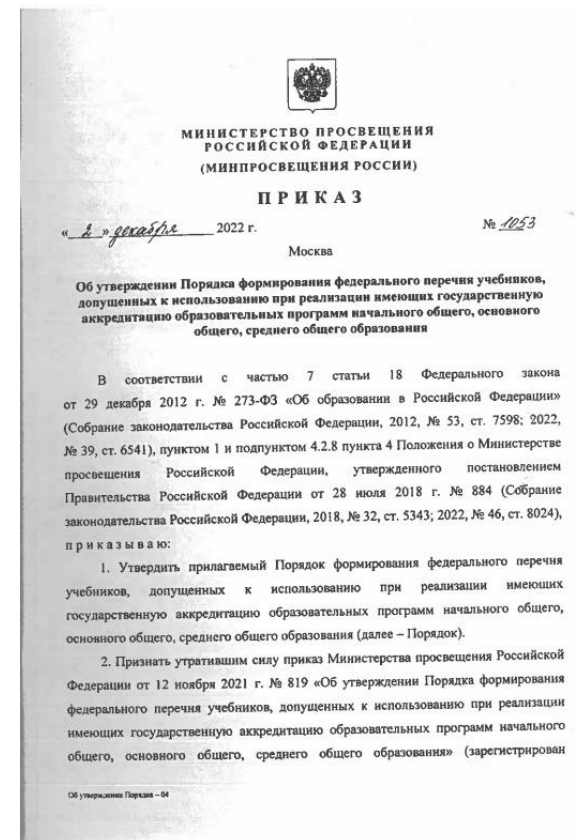 МИНИСТЕРСТВО ПРОСВЕЩЕНИЯ
РОССИЙСКОЙ ФЕДЕРАЦИИ
(МИНПРОСВЕЩЕНИЯ РОССИИ)
ПРИКАЗ
« 2 » декабря 2022 г. № 1053
Москва
Об утверждении Порядка формирования федерального перечня учебников,
допущенных к использованию при реализации имеющих государственную
аккредитацию образовательных программ начального общего, основного
общего, среднего общего образования
В соответствии с частью 7 статьи 18 Федерального закона
от 29 декабря 2012 г. № 273-ФЗ «Об образовании в Российской Федерации»
(Собрание законодательства Российской Федерации, 2012, № 53, ст. 7598; 2022,
№ 39, ст. 6541), пунктом 1 и подпунктом 4.2.8 пункта 4 Положения о Министерстве
просвещения Российской Федерации, утвержденного постановлением
Правительства Российской Федерации от 28 июля 2018 г. № 884 (Собрание
законодательства Российской Федерации, 2018, № 32, ст. 5343; 2022, № 46, ст. 8024),
приказываю:
1. Утвердить прилагаемый Порядок формирования федерального перечня
учебников, допущенных к использованию при реализации имеющих
государственную аккредитацию образовательных программ начального общего,
основного общего, среднего общего образования (далее – Порядок).
2. Признать утратившим силу приказ Министерства просвещения Российской
Федерации от 12 ноября 2021 г. № 819 «Об утверждении Порядка формирования
федерального перечня учебников, допущенных к использованию при реализации
имеющих государственную аккредитацию образовательных программ начального
общего, основного общего, среднего общего образования» (зарегистрирован
Об утверждении Порядка – 04